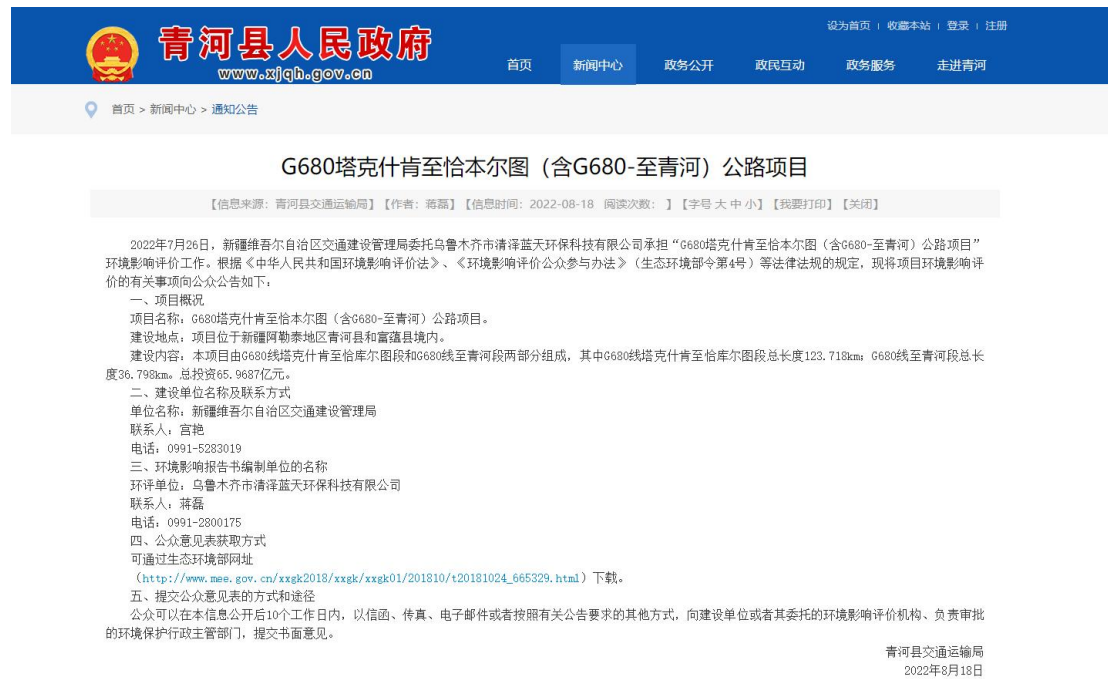 设为首页 | 收藏本站 | 登录 | 注册
青河县人民政府
www.xjqh.gov.cn
首页 新闻中心 政务公开 政民互动 政务服务 走进青河
首页 > 新闻中心 > 通知公告
G680塔克什肯至恰本尔图（含G680-至青河）公路项目
【信息来源：青河县交通运输局】【作者：蒋磊】【信息时间：2022-08-18 阅读次数： 】【字号 大 中 小】【我要打印】【关闭】
2022年7月26日，新疆维吾尔自治区交通建设管理局委托乌鲁木齐市清泽蓝天环保科技有限公司承担“G680塔克什肯至恰本尔图（含G680-至青河）公路项目”
环境影响评价工作。根据《中华人民共和国环境影响评价法》、《环境影响评价公众参与办法》（生态环境部令第4号）等法律法规的规定，现将项目环境影响评
价的有关事项向公众公告如下：
一、项目概况
项目名称：G680塔克什肯至恰本尔图（含G680-至青河）公路项目。
建设地点：项目位于新疆阿勒泰地区青河县和富蕴县境内。
建设内容：本项目由G680线塔克什肯至恰库尔图段和G680线至青河段两部分组成，其中G680线塔克什肯至恰库尔图段总长度123.718km；G680线至青河段总长
度36.798km。总投资65.9687亿元。
二、建设单位名称及联系方式
单位名称：新疆维吾尔自治区交通建设管理局
联系人：宫艳
电话：0991-5283019
三、环境影响报告书编制单位的名称
环评单位：乌鲁木齐市清泽蓝天环保科技有限公司
联系人：蒋磊
电话：0991-2800175
四、公众意见表获取方式
可通过生态环境部网址
（http://www.mee.gov.cn/xxgk2018/xxgk/xxgk01/201810/t20181024_665329.html）下载。
五、提交公众意见表的方式和途径
公众可以在本信息公开后10个工作日内，以信函、传真、电子邮件或者按照有关公告要求的其他方式，向建设单位或者其委托的环境影响评价机构、负责审批
的环境保护行政主管部门，提交书面意见。
青河县交通运输局
2022年8月18日